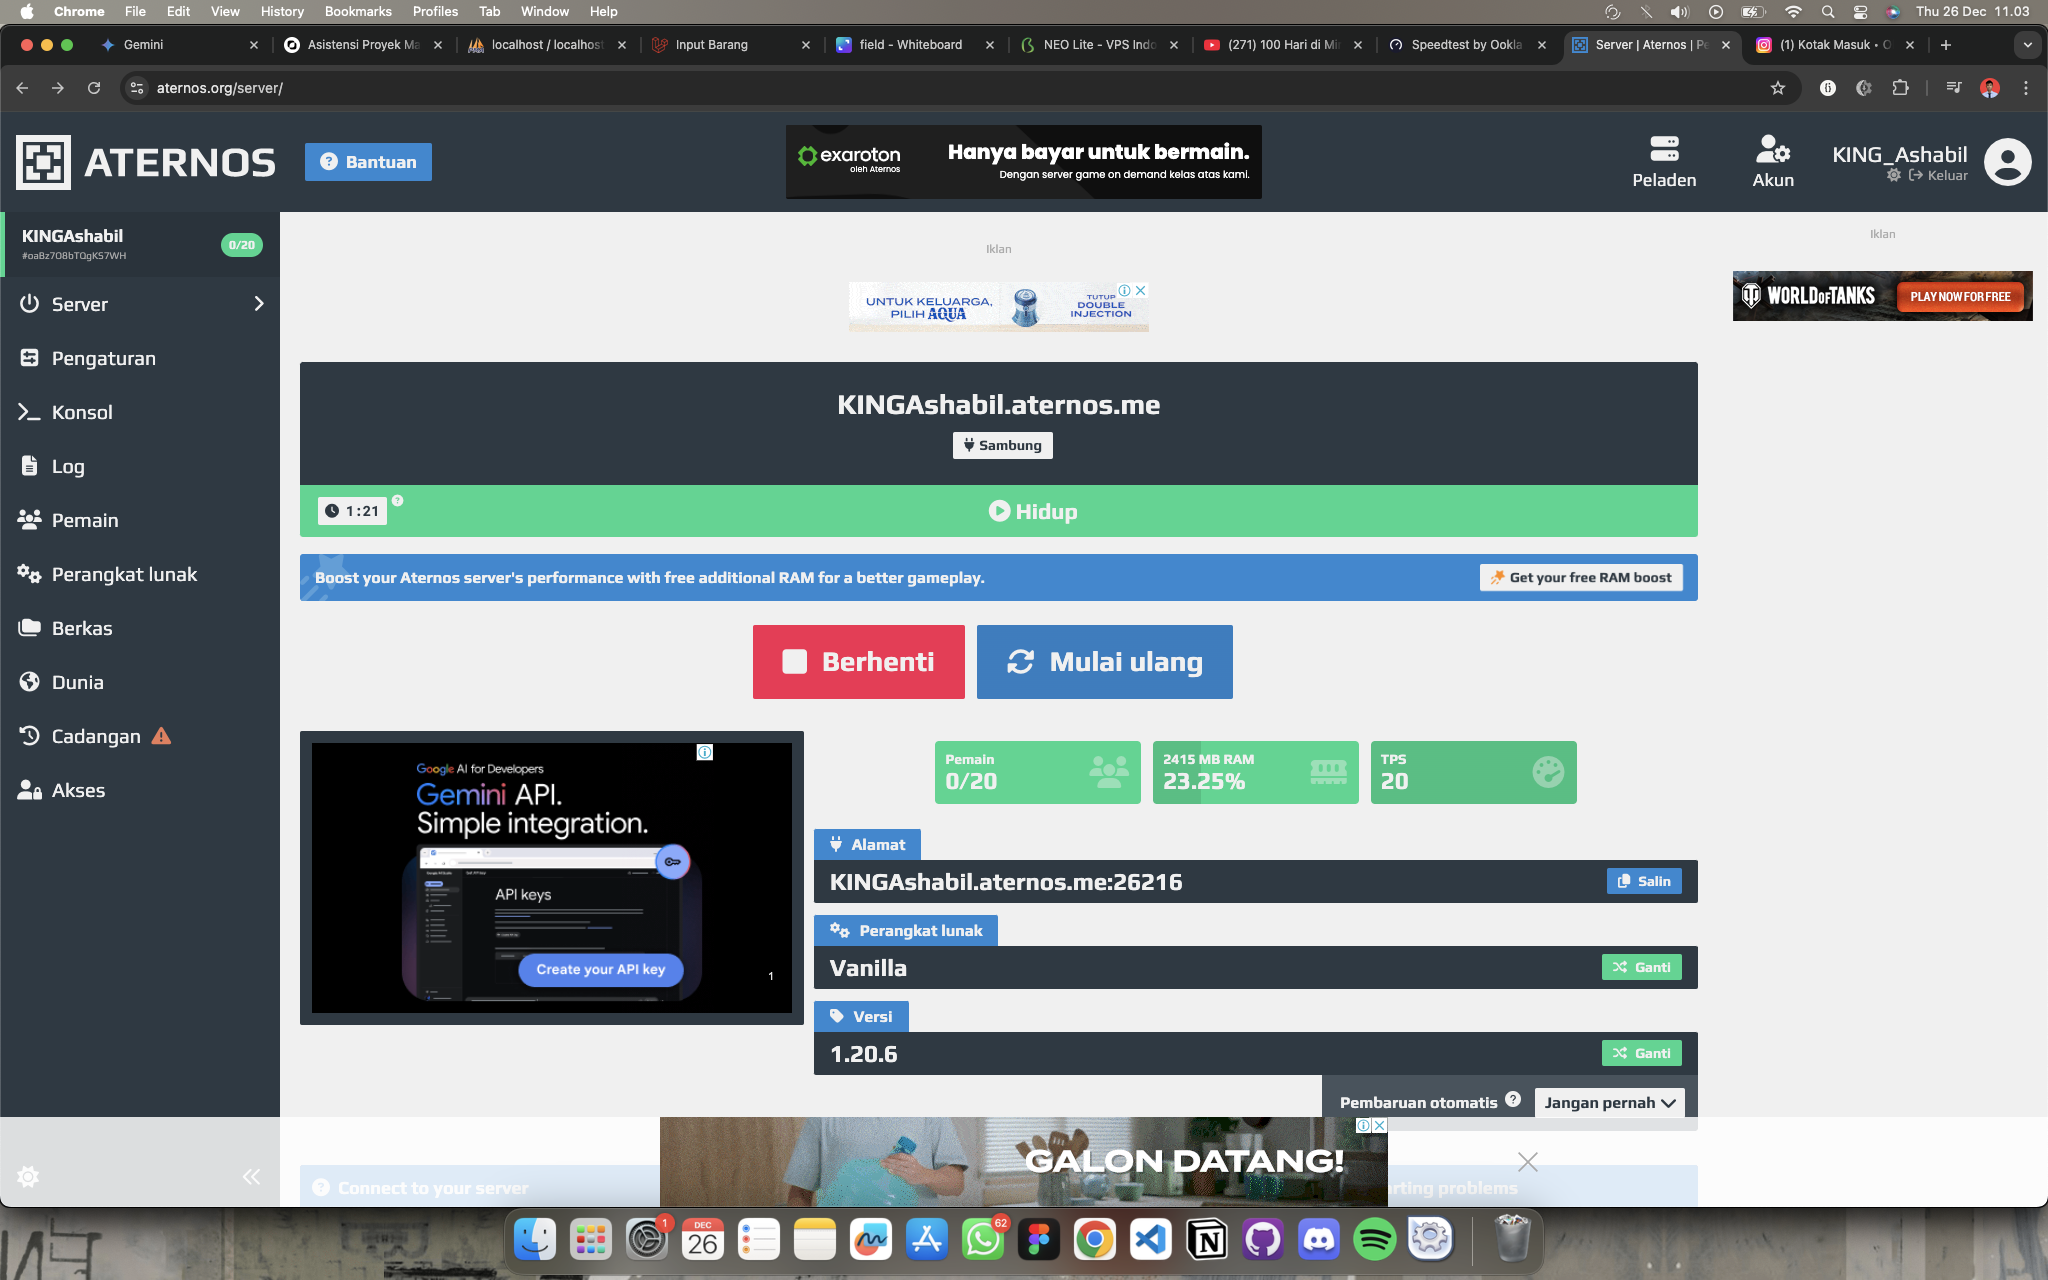 Chrome File Edit View History Bookmarks Profiles Tab Window Help Thu 26 Dec 11.03
Gemini
Asistensi Proyek Ma
localhost / localhost
Input Barang
field - Whiteboard
NEO Lite - VPS Indo
(271) 100 Hari di Mi
Speedtest by Ookla
Server | Aternos | Pe
(1) Kotak Masuk •
aternos.org/server/
ATERNOS
Bantuan
exaroton
oleh Aternos
Hanya bayar untuk bermain.
Dengan server game on demand kelas atas kami.
Peladen
Akun
KING_Ashabil
Keluar
KINGAshabil
#oaBz7O8bTQgKS7WH
0/20
Server
Pengaturan
Konsol
Log
Pemain
Perangkat lunak
Berkas
Dunia
Cadangan
Akses
Iklan
Iklan
UNTUK KELUARGA,
PILIH AQUA
TUTUP
DOUBLE
INJECTION
WORLD OF TANKS
PLAY NOW FOR FREE
KINGAshabil.aternos.me
Sambung
1:21
Hidup
Boost your Aternos server's performance with free additional RAM for a better gameplay.
Get your free RAM boost
Berhenti
Mulai ulang
Google AI for Developers
Gemini API.
Simple integration.
API keys
Create your API key
1
Pemain
0/20
2415 MB RAM
23.25%
TPS
20
Alamat
KINGAshabil.aternos.me:26216
Salin
Perangkat lunak
Vanilla
Ganti
Versi
1.20.6
Ganti
Pembaruan otomatis
Jangan pernah
GALON DATANG!
Connect to your server
arting problems
1
DEC
26
62